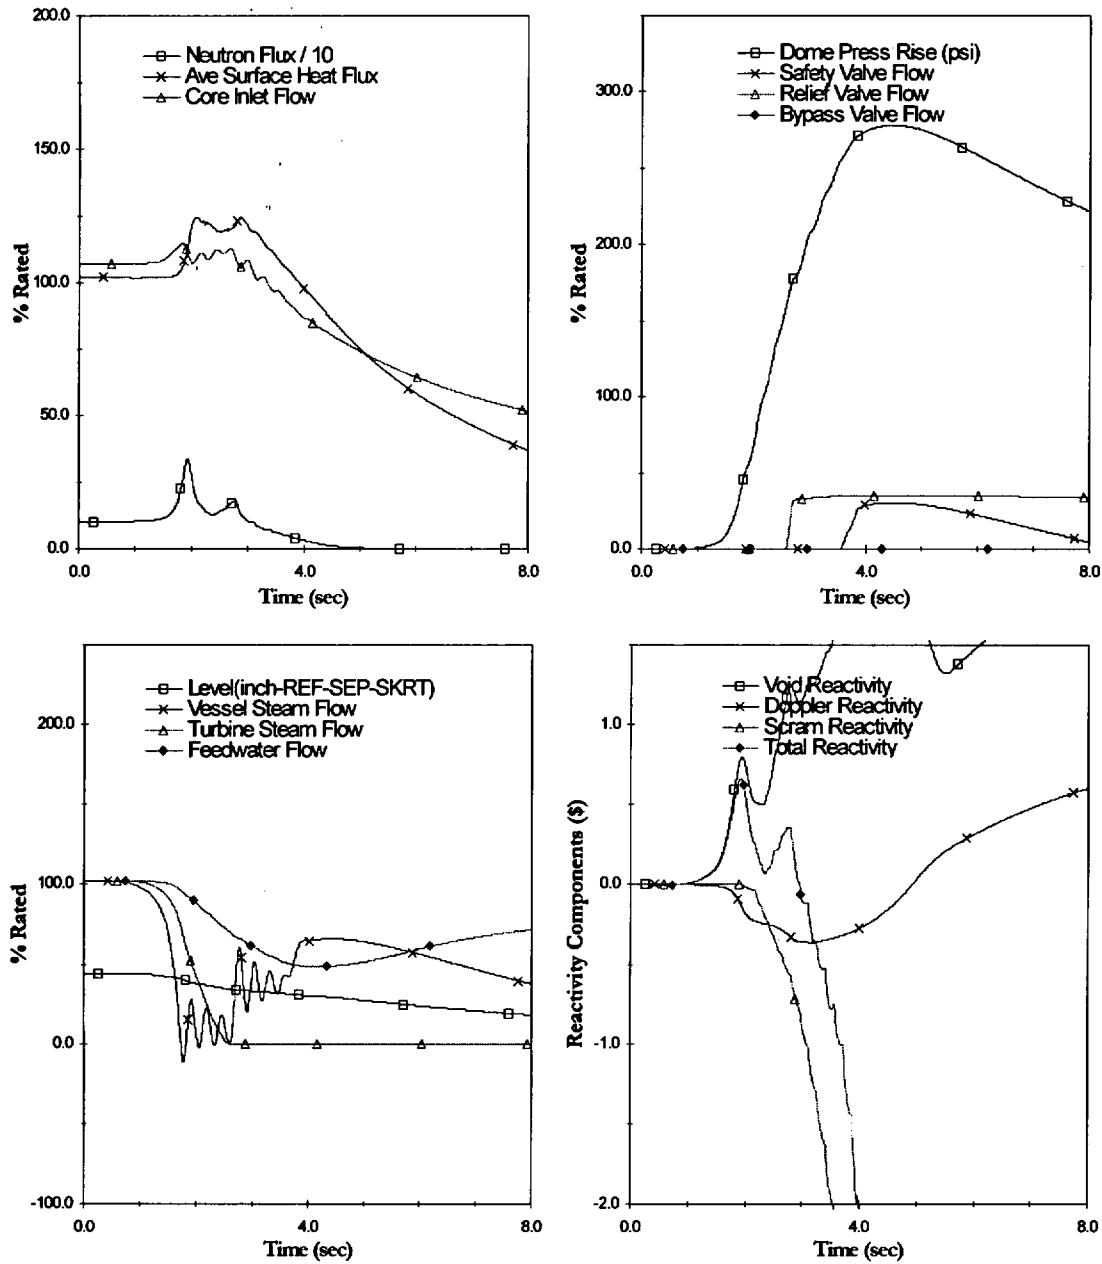 200.0
150.0
100.0
50.0
0.0
% Rated
Neutron Flux / 10
Ave Surface Heat Flux
Core Inlet Flow
4.0
8.0
Time (sec)
300.0
200.0
100.0
0.0
% Rated
Dome Press Rise (psi)
Safety Valve Flow
Relief Valve Flow
Bypass Valve Flow
0.0
4.0
8.0
Time (sec)
200.0
100.0
0.0
-100.0
% Rated
Level(inch-REF-SEP-SKRT)
Vessel Steam Flow
Turbine Steam Flow
Feedwater Flow
0.0
4.0
8.0
Time (sec)
1.0
0.0
-1.0
-2.0
Reactivity Components ($)
Void Reactivity
Doppler Reactivity
Scram Reactivity
Total Reactivity
0.0
4.0
8.0
Time (sec)